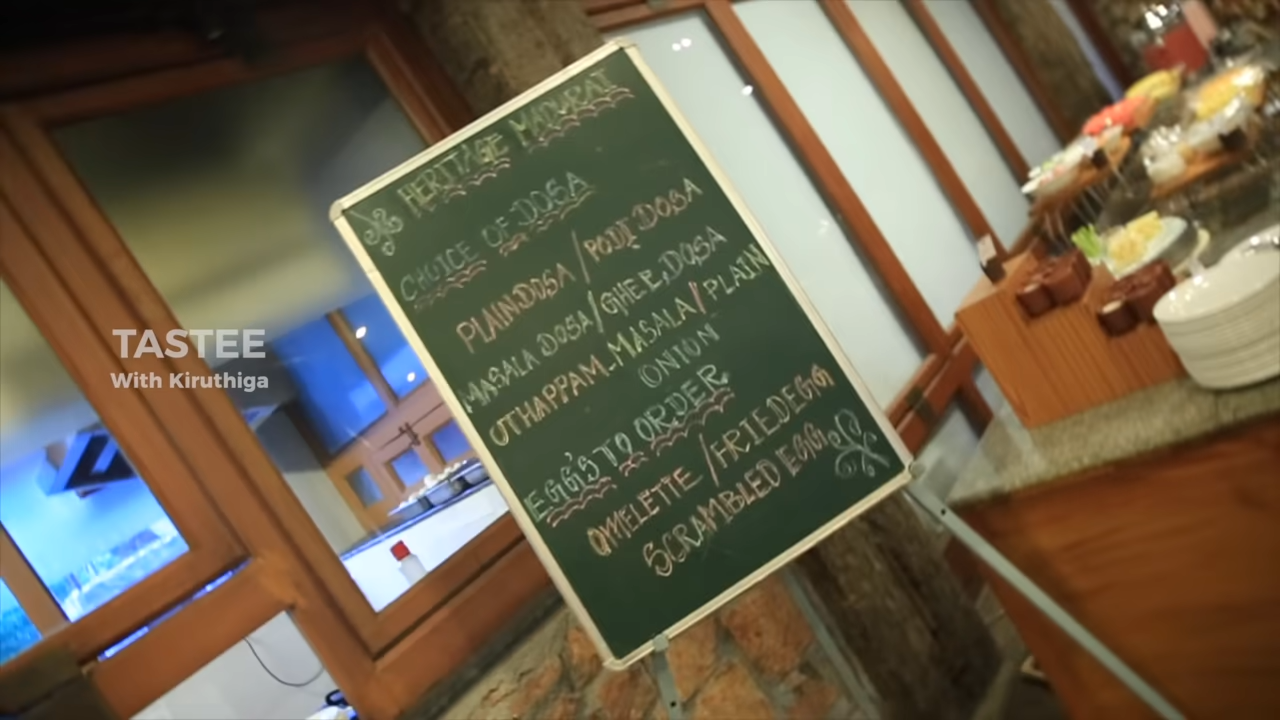 HERITAGE MADURAI
CHOICE OF DOSA
PLAIN DOSA / PODI DOSA
MASALA DOSA / GHEE, DOSA
UTHAPPAM - MASALA / PLAIN
ONION
EGG'S TO ORDER
OMELETTE / FRIED EGG
SCRAMBLED EGG
TASTEE
With Kiruthiga